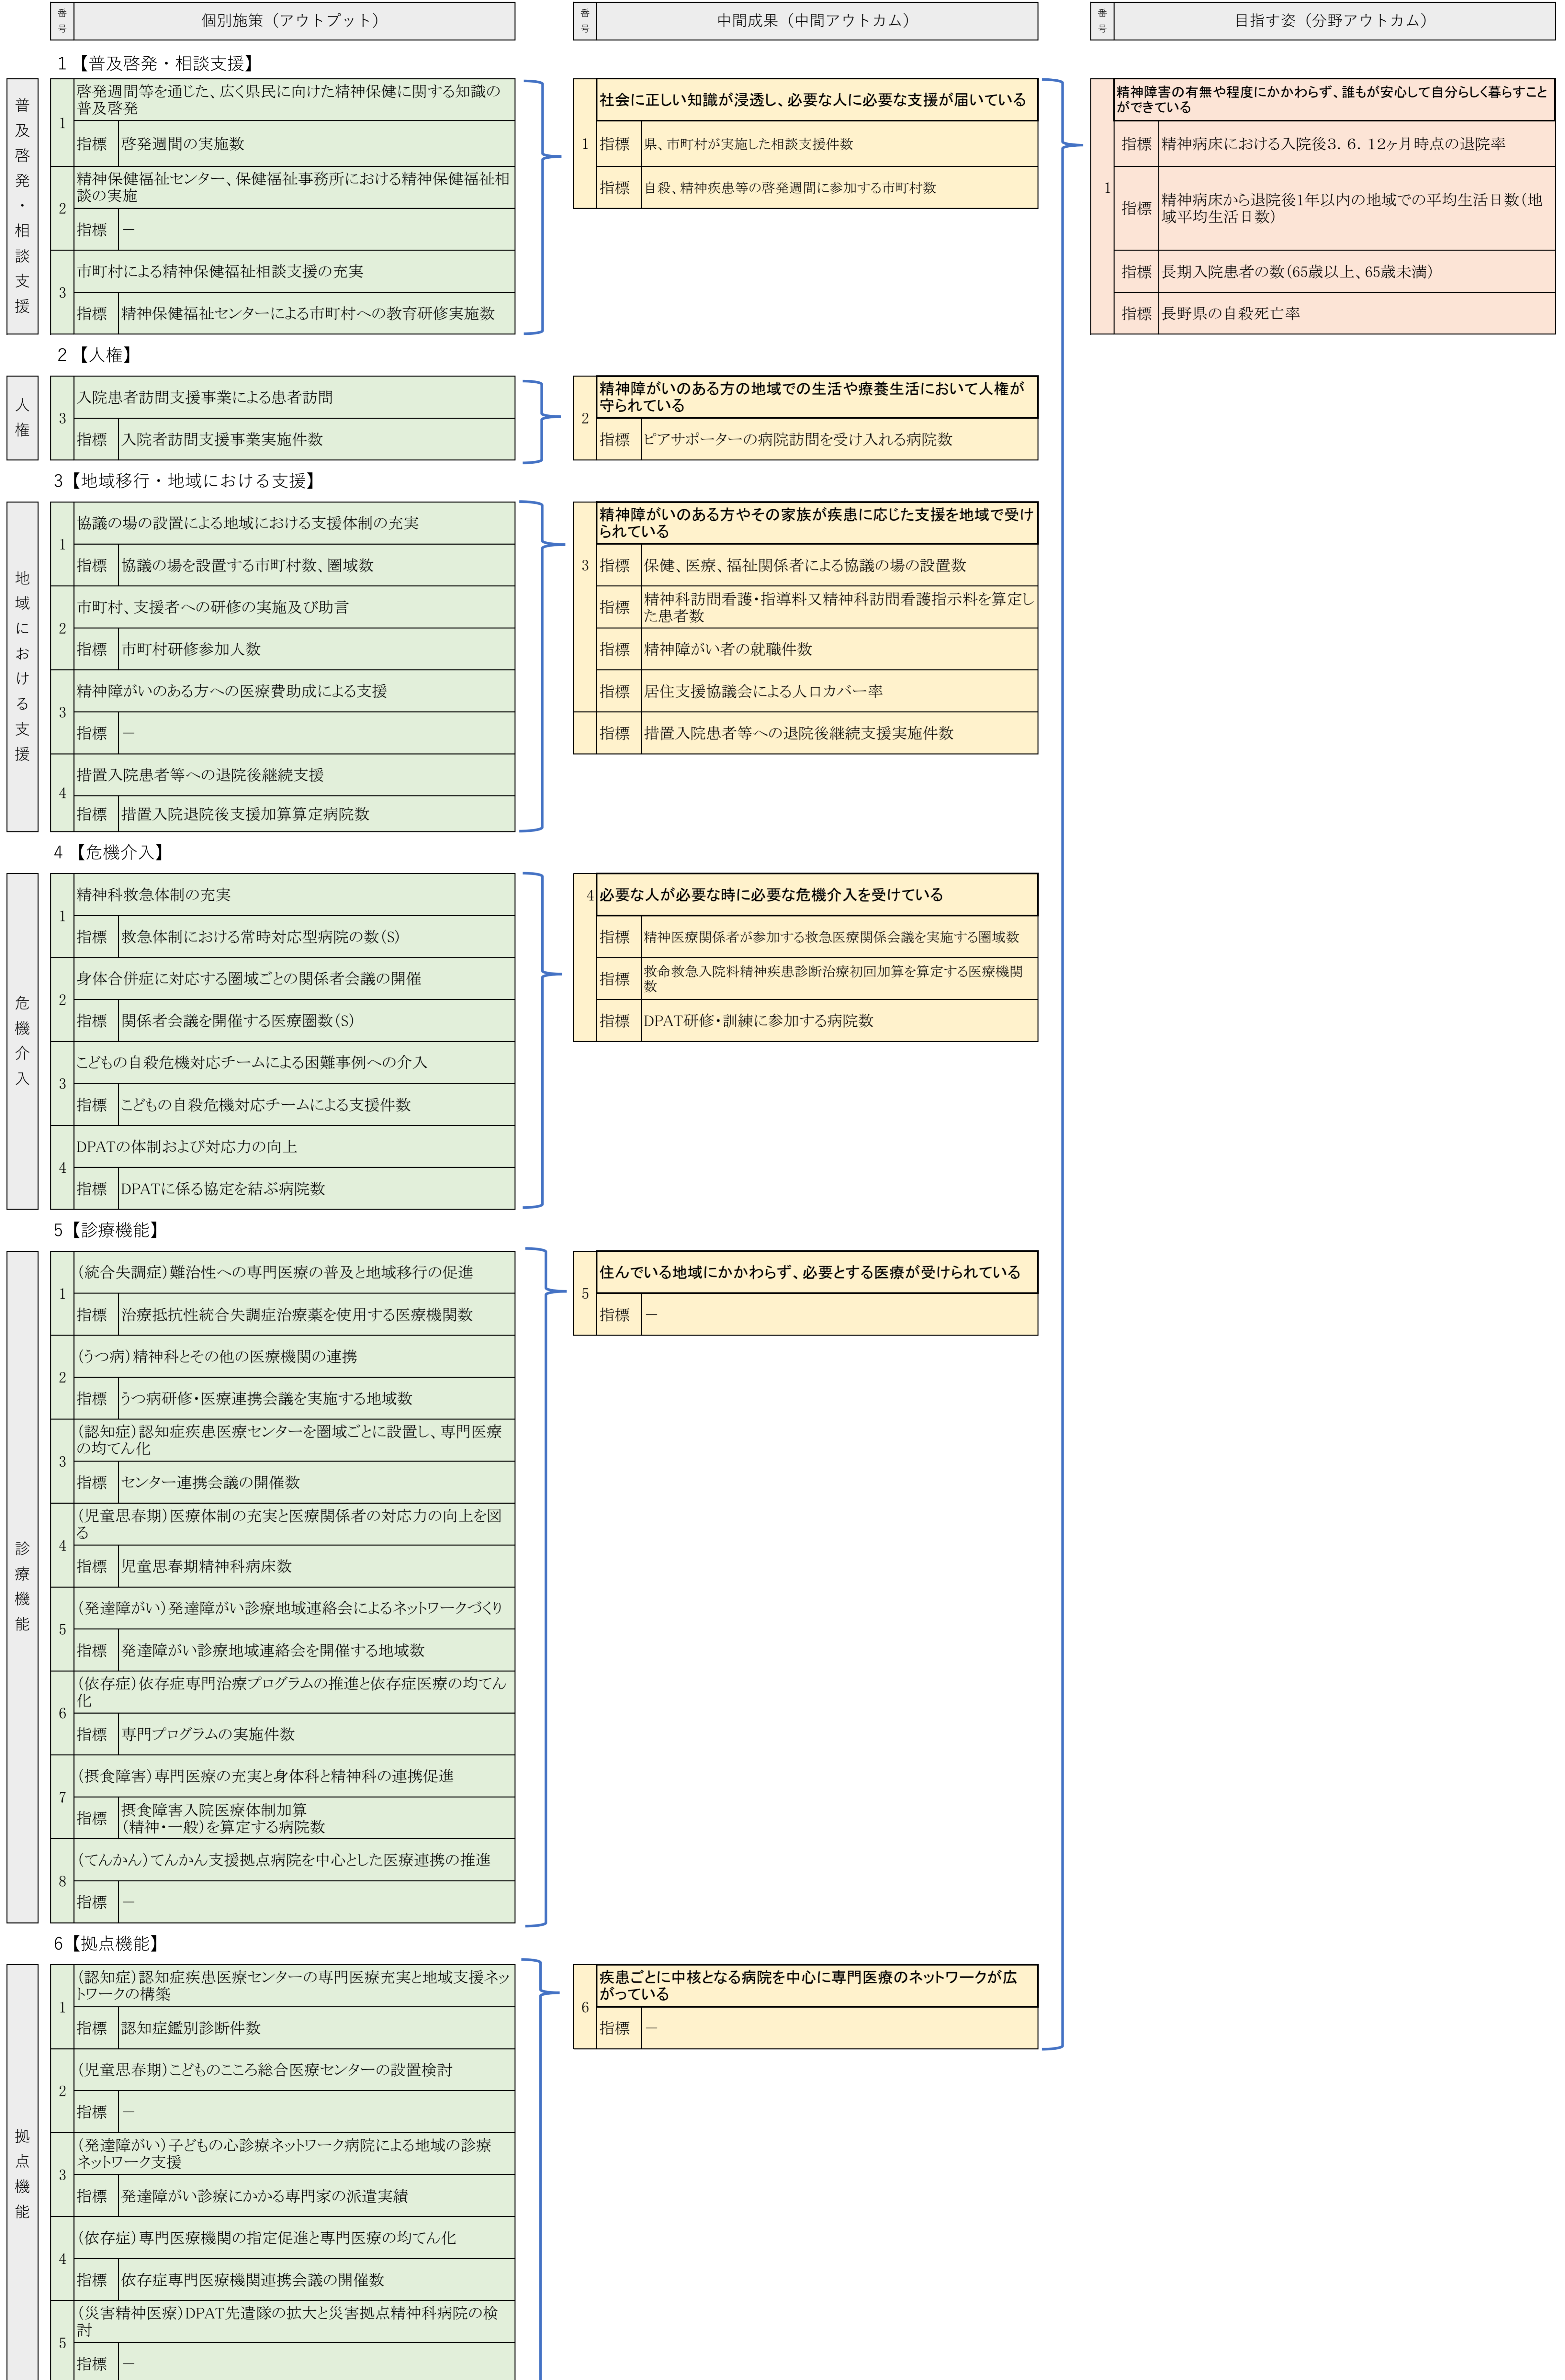 番号
個別施策（アウトプット）
番号
中間成果（中間アウトカム）
番号
目指す姿（分野アウトカム）
1 【普及啓発・相談支援】
普及啓発・相談支援
1
啓発週間等を通じた、広く県民に向けた精神保健に関する知識の
普及啓発
指標
啓発週間の実施数
2
精神保健福祉センター、保健福祉事務所における精神保健福祉相
談の実施
指標
－
3
市町村による精神保健福祉相談支援の充実
指標
精神保健福祉センターによる市町村への教育研修実施数
1
社会に正しい知識が浸透し、必要な人に必要な支援が届いている
指標
県、市町村が実施した相談支援件数
指標
自殺、精神疾患等の啓発週間に参加する市町村数
1
精神障害の有無や程度にかかわらず、誰もが安心して自分らしく暮らすこと
ができている
指標
精神病床における入院後3．6．12ヶ月時点の退院率
指標
精神病床から退院後1年以内の地域での平均生活日数（地
域平均生活日数）
指標
長期入院患者の数（65歳以上、65歳未満）
指標
長野県の自殺死亡率
2 【人権】
人権
3
入院患者訪問支援事業による患者訪問
指標
入院者訪問支援事業実施件数
2
精神障がいのある方の地域での生活や療養生活において人権が
守られている
指標
ピアサポーターの病院訪問を受け入れる病院数
3 【地域移行・地域における支援】
地域における支援
1
協議の場の設置による地域における支援体制の充実
指標
協議の場を設置する市町村数、圏域数
2
市町村、支援者への研修の実施及び助言
指標
市町村研修参加人数
3
精神障がいのある方への医療費助成による支援
指標
－
4
措置入院患者等への退院後継続支援
指標
措置入院退院後支援加算算定病院数
3
精神障がいのある方やその家族が疾患に応じた支援を地域で受け
られている
指標
保健、医療、福祉関係者による協議の場の設置数
指標
精神科訪問看護・指導料又精神科訪問看護指示料を算定し
た患者数
指標
精神障がい者の就職件数
指標
居住支援協議会による人口カバー率
指標
措置入院患者等への退院後継続支援実施件数
4 【危機介入】
危機介入
1
精神科救急体制の充実
指標
救急体制における常時対応型病院の数（S）
2
身体合併症に対応する圏域ごとの関係者会議の開催
指標
関係者会議を開催する医療圏数（S）
3
こどもの自殺危機対応チームによる困難事例への介入
指標
こどもの自殺危機対応チームによる支援件数
4
DPATの体制および対応力の向上
指標
DPATに係る協定を結ぶ病院数
4
必要な人が必要な時に必要な危機介入を受けている
指標
精神医療関係者が参加する救急医療関係会議を実施する圏域数
指標
救命救急入院料精神疾患診断治療初回加算を算定する医療機関
数
指標
DPAT研修・訓練に参加する病院数
5 【診療機能】
診療機能
1
（統合失調症）難治性への専門医療の普及と地域移行の促進
指標
治療抵抗性統合失調症治療薬を使用する医療機関数
2
（うつ病）精神科とその他の医療機関の連携
指標
うつ病研修・医療連携会議を実施する地域数
3
（認知症）認知症疾患医療センターを圏域ごとに設置し、専門医療
の均てん化
指標
センター連携会議の開催数
4
（児童思春期）医療体制の充実と医療関係者の対応力の向上を図
る
指標
児童思春期精神科病床数
5
（発達障がい）発達障がい診療地域連絡会によるネットワークづくり
指標
発達障がい診療地域連絡会を開催する地域数
6
（依存症）依存症専門治療プログラムの推進と依存症医療の均てん
化
指標
専門プログラムの実施件数
7
（摂食障害）専門医療の充実と身体科と精神科の連携促進
指標
摂食障害入院医療体制加算
（精神・一般）を算定する病院数
8
（てんかん）てんかん支援拠点病院を中心とした医療連携の推進
指標
－
5
住んでいる地域にかかわらず、必要とする医療が受けられている
指標
－
6 【拠点機能】
拠点機能
1
（認知症）認知症疾患医療センターの専門医療充実と地域支援ネッ
トワークの構築
指標
認知症鑑別診断件数
2
（児童思春期）こどものこころ総合医療センターの設置検討
指標
－
3
（発達障がい）子どもの心診療ネットワーク病院による地域の診療
ネットワーク支援
指標
発達障がい診療にかかる専門家の派遣実績
4
（依存症）専門医療機関の指定促進と専門医療の均てん化
指標
依存症専門医療機関連携会議の開催数
5
（災害精神医療）DPAT先遣隊の拡大と災害拠点精神科病院の検
討
指標
－
6
疾患ごとに中核となる病院を中心に専門医療のネットワークが広
がっている
指標
－